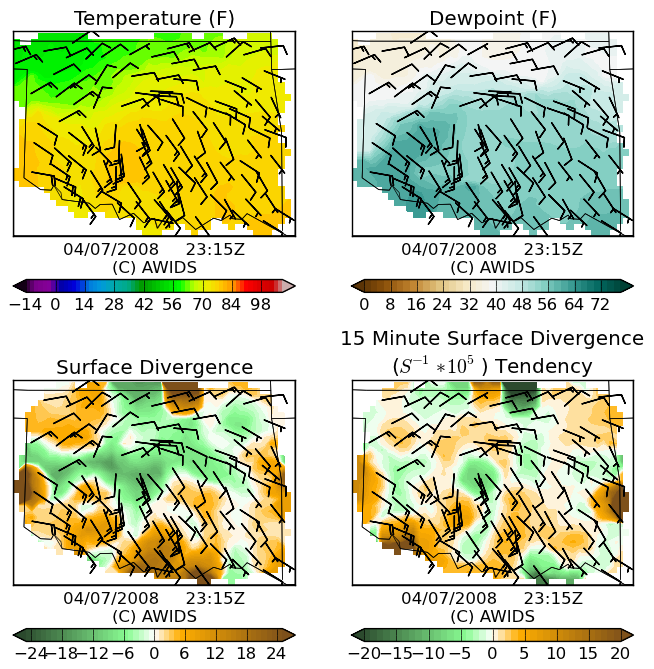 Temperature (F)
Dewpoint (F)
04/07/2008 23:15Z
(C) AWIDS
04/07/2008 23:15Z
(C) AWIDS
−14 0 14 28 42 56 70 84 98
0 8 16 24 32 40 48 56 64 72
Surface Divergence
15 Minute Surface Divergence
(S⁻¹ *10⁵ ) Tendency
04/07/2008 23:15Z
(C) AWIDS
04/07/2008 23:15Z
(C) AWIDS
−24 −18 −12 −6 0 6 12 18 24
−20 −15 −10 −5 0 5 10 15 20